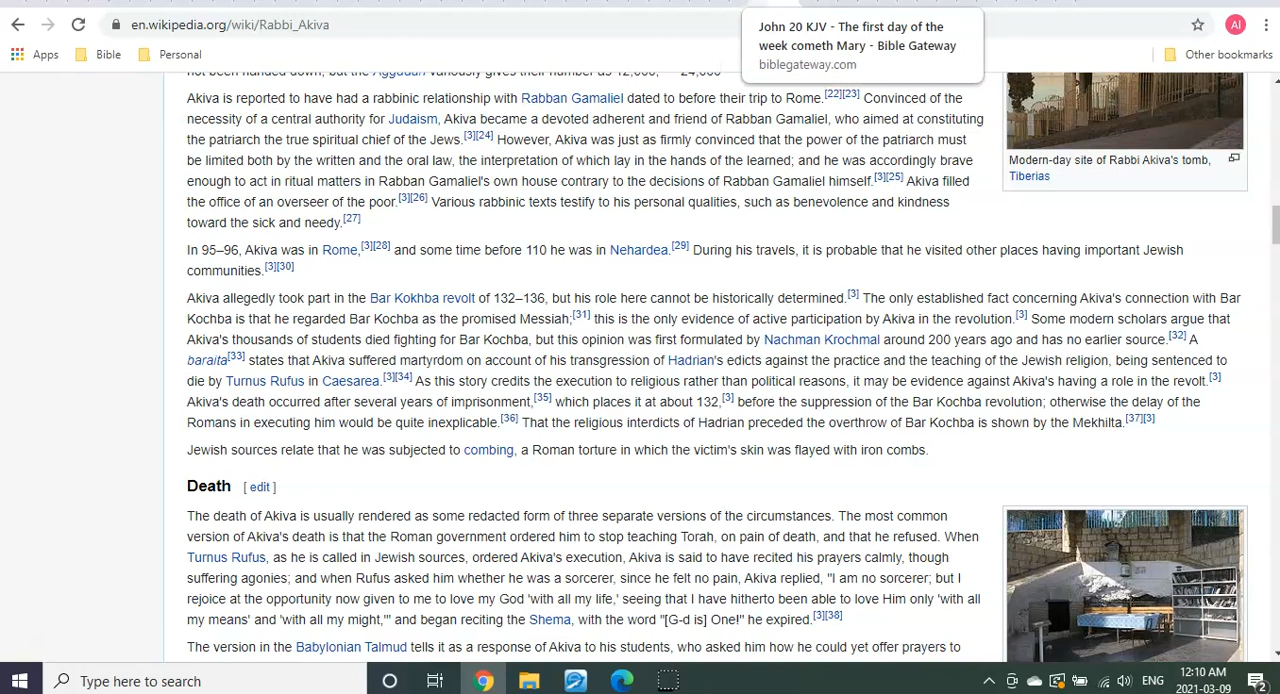 en.wikipedia.org/wiki/Rabbi_Akiva
AI
John 20 KJV - The first day of the
week cometh Mary - Bible Gateway
biblegateway.com
Apps
Bible
Personal
Other bookmarks
Akiva is reported to have had a rabbinic relationship with Rabban Gamaliel dated to before their trip to Rome.[22][23] Convinced of the
necessity of a central authority for Judaism, Akiva became a devoted adherent and friend of Rabban Gamaliel, who aimed at constituting
the patriarch the true spiritual chief of the Jews.[3][24] However, Akiva was just as firmly convinced that the power of the patriarch must
be limited both by the written and the oral law, the interpretation of which lay in the hands of the learned; and he was accordingly brave
enough to act in ritual matters in Rabban Gamaliel's own house contrary to the decisions of Rabban Gamaliel himself.[3][25] Akiva filled
the office of an overseer of the poor.[3][26] Various rabbinic texts testify to his personal qualities, such as benevolence and kindness
toward the sick and needy.[27]
Modern-day site of Rabbi Akiva's tomb,
Tiberias
In 95–96, Akiva was in Rome,[3][28] and some time before 110 he was in Nehardea.[29] During his travels, it is probable that he visited other places having important Jewish
communities.[3][30]
Akiva allegedly took part in the Bar Kokhba revolt of 132–136, but his role here cannot be historically determined.[3] The only established fact concerning Akiva's connection with Bar
Kochba is that he regarded Bar Kochba as the promised Messiah;[31] this is the only evidence of active participation by Akiva in the revolution.[3] Some modern scholars argue that
Akiva's thousands of students died fighting for Bar Kochba, but this opinion was first formulated by Nachman Krochmal around 200 years ago and has no earlier source.[32] A
baraita[33] states that Akiva suffered martyrdom on account of his transgression of Hadrian's edicts against the practice and the teaching of the Jewish religion, being sentenced to
die by Turnus Rufus in Caesarea.[3][34] As this story credits the execution to religious rather than political reasons, it may be evidence against Akiva's having a role in the revolt.[3]
Akiva's death occurred after several years of imprisonment,[35] which places it at about 132,[3] before the suppression of the Bar Kochba revolution; otherwise the delay of the
Romans in executing him would be quite inexplicable.[36] That the religious interdicts of Hadrian preceded the overthrow of Bar Kochba is shown by the Mekhilta.[37][3]
Jewish sources relate that he was subjected to combing, a Roman torture in which the victim's skin was flayed with iron combs.
Death [ edit ]
The death of Akiva is usually rendered as some redacted form of three separate versions of the circumstances. The most common
version of Akiva's death is that the Roman government ordered him to stop teaching Torah, on pain of death, and that he refused. When
Turnus Rufus, as he is called in Jewish sources, ordered Akiva's execution, Akiva is said to have recited his prayers calmly, though
suffering agonies; and when Rufus asked him whether he was a sorcerer, since he felt no pain, Akiva replied, "I am no sorcerer; but I
rejoice at the opportunity now given to me to love my God 'with all my life,' seeing that I have hitherto been able to love Him only 'with all
my means' and 'with all my might,'" and began reciting the Shema, with the word "[G-d is] One!" he expired.[3][38]
The version in the Babylonian Talmud tells it as a response of Akiva to his students, who asked him how he could yet offer prayers to
Type here to search
ENG
12:10 AM
2021-03-09
2